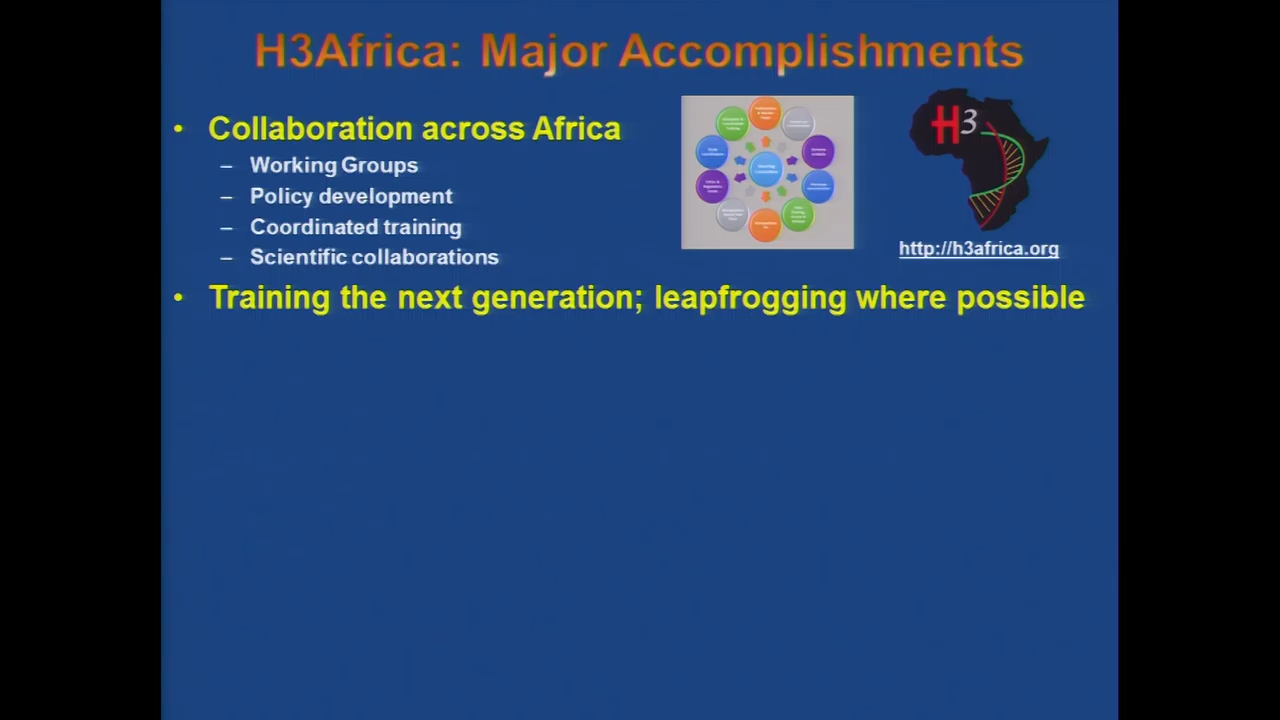 H3Africa: Major Accomplishments
• Collaboration across Africa
– Working Groups
– Policy development
– Coordinated training
– Scientific collaborations
H3
http://h3africa.org
• Training the next generation; leapfrogging where possible